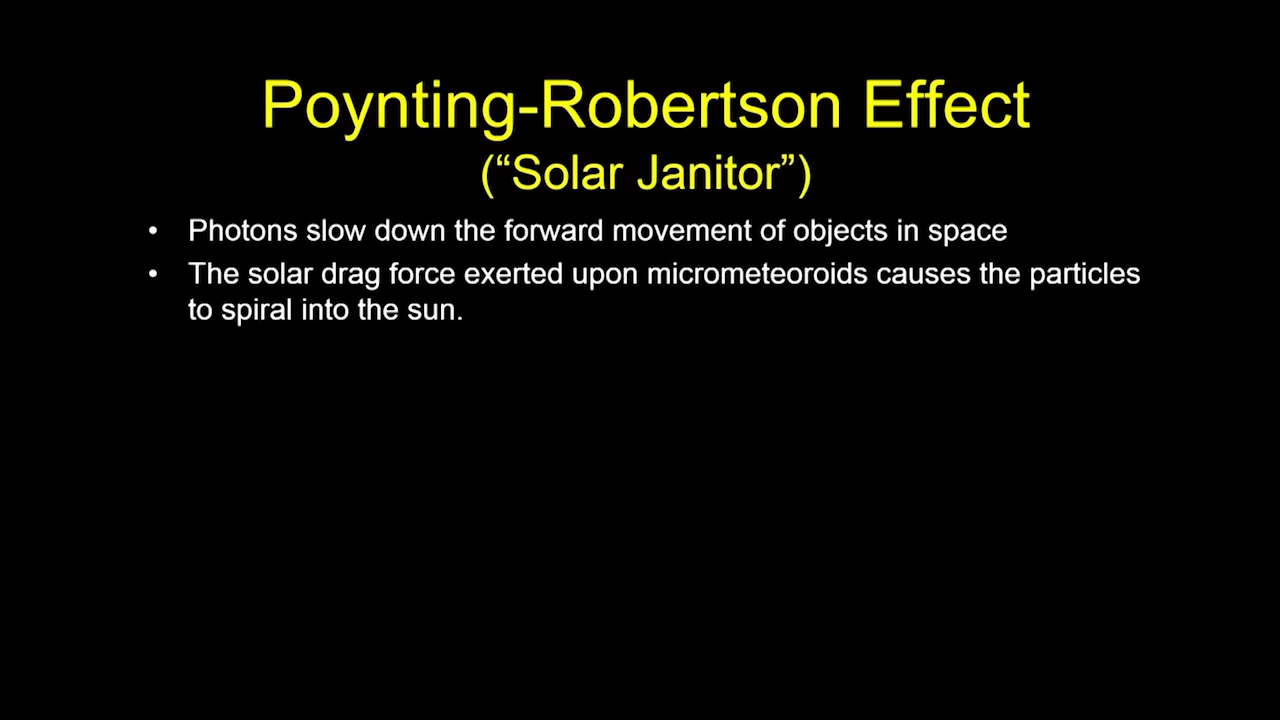 Poynting-Robertson Effect
(“Solar Janitor”)
• Photons slow down the forward movement of objects in space
• The solar drag force exerted upon micrometeoroids causes the particles
to spiral into the sun.